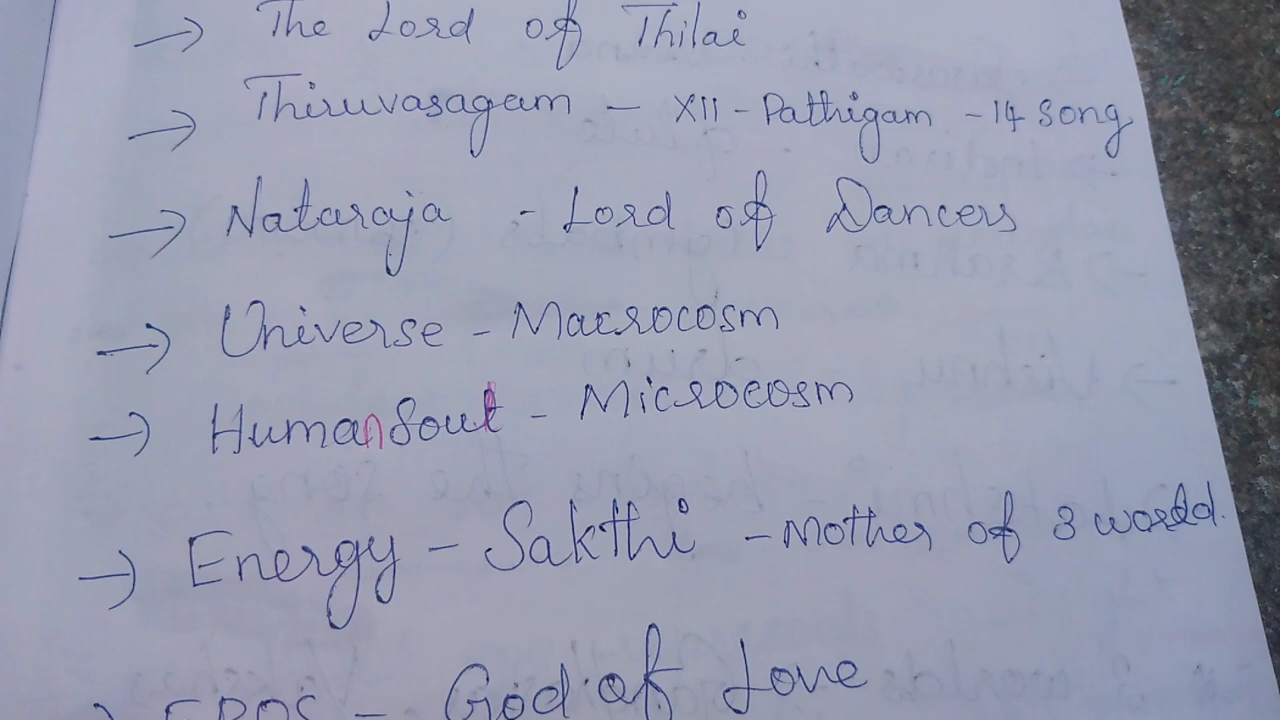 → The Lord of Thilai
→ Thiruvasagam - XII - Pathigam - 14 Song
→ Nataraja - Lord of Dancers
→ Universe - Macrocosm
→ Human Soul - Microcosm
→ Energy - Sakthi - Mother of 3 world.
→ EROS - God of Love